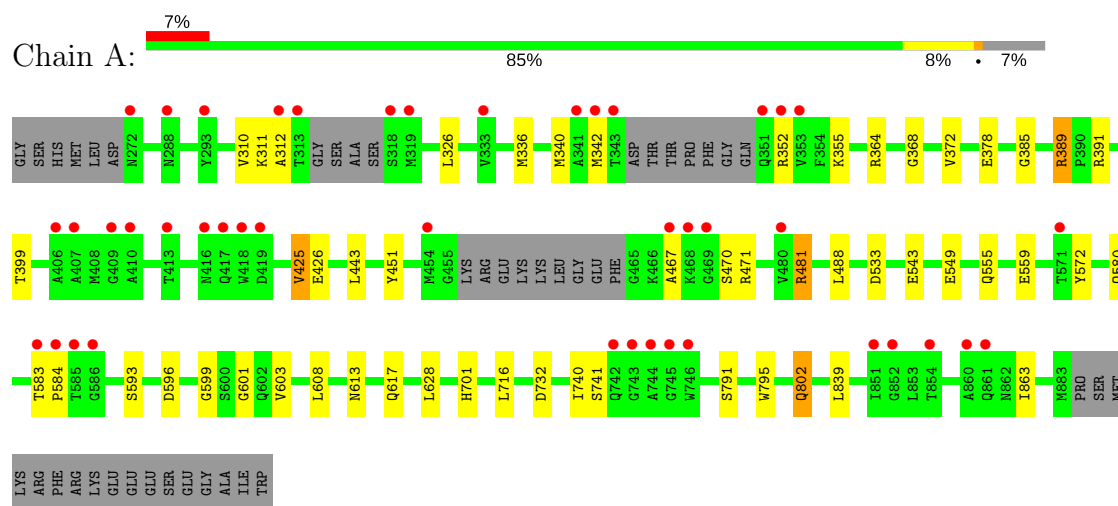 7%
Chain A:
85% 8% • 7%
GLY SER HIS MET LEU ASP N272 N288 Y293 V310 K311 A312 T313 GLY SER ALA SER S318 M319 L326 V333 M336 M340 A341 M342 T343 ASP THR THR PRO PHE GLY GLN Q351 R352 V353 F354 K355 R364 G368 V372 E378 G385 R389 P390 R391
T399 A406 A407 M408 G409 A410 T413 N416 Q417 W418 D419 V425 E426 L443 Y451 M454 G455 LYS ARG GLU LYS LYS LEU GLY GLU PHE G465 K466 A467 K468 G469 S470 R471 V480 R481 L488 D533 E543 E549 Q555 E559 T571 Y572
T583 P584 T585 G586 S593 D596 G599 S600 G601 Q602 V603 L608 N613 Q617 L628 H701 L716 D732 I740 S741 Q742 G743 A744 G745 W746 S791 W795 Q802 L839 I851 G852 L853 T854 A860 Q861 N862 I863 M883 PRO SER MET
LYS ARG PHE ARG LYS GLU GLU GLU SER GLU GLY ALA ILE TRP